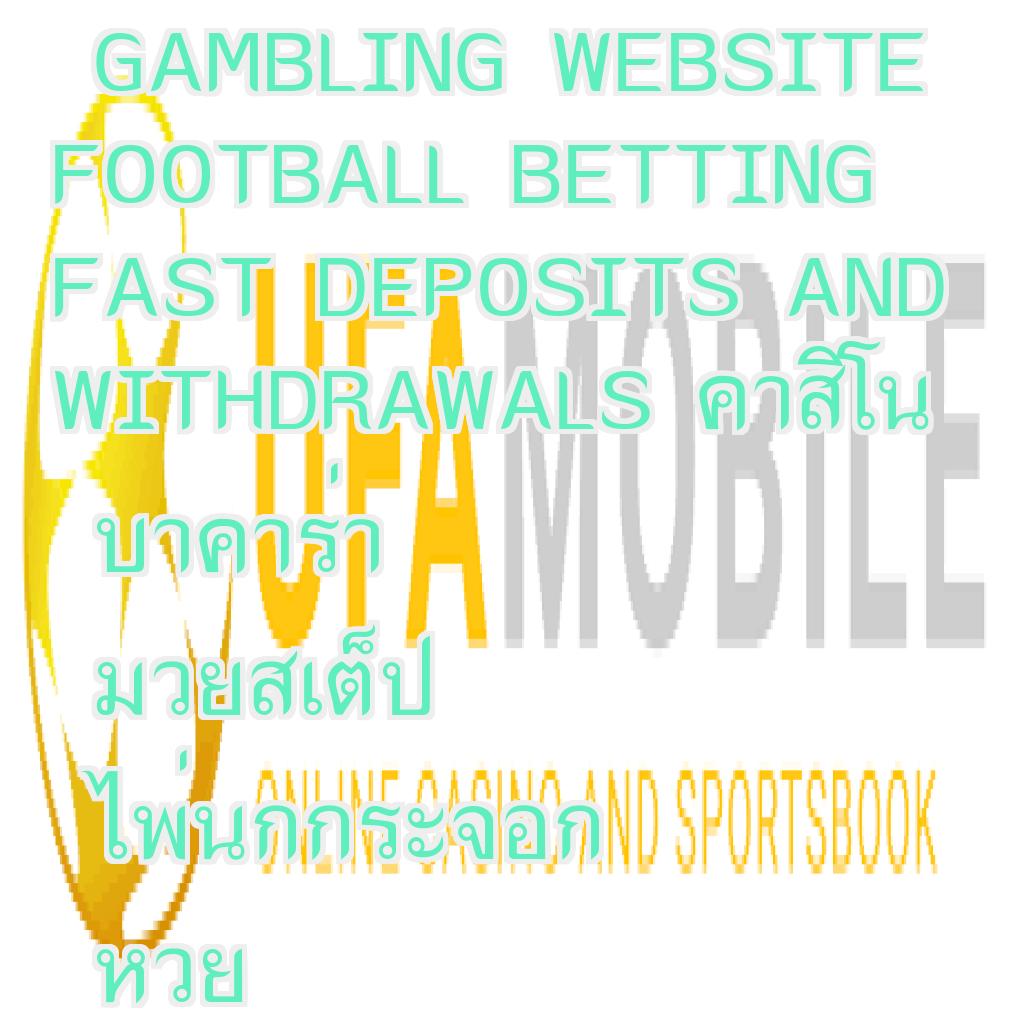 GAMBLING WEBSITE
FOOTBALL BETTING
FAST DEPOSITS AND
WITHDRAWALS คาสิโน
บาคาร่า
มวยสเต็ป
ไพ่นกกระจอก
หวย
UFAMOBILE
ONLINE CASINO AND SPORTSBOOK